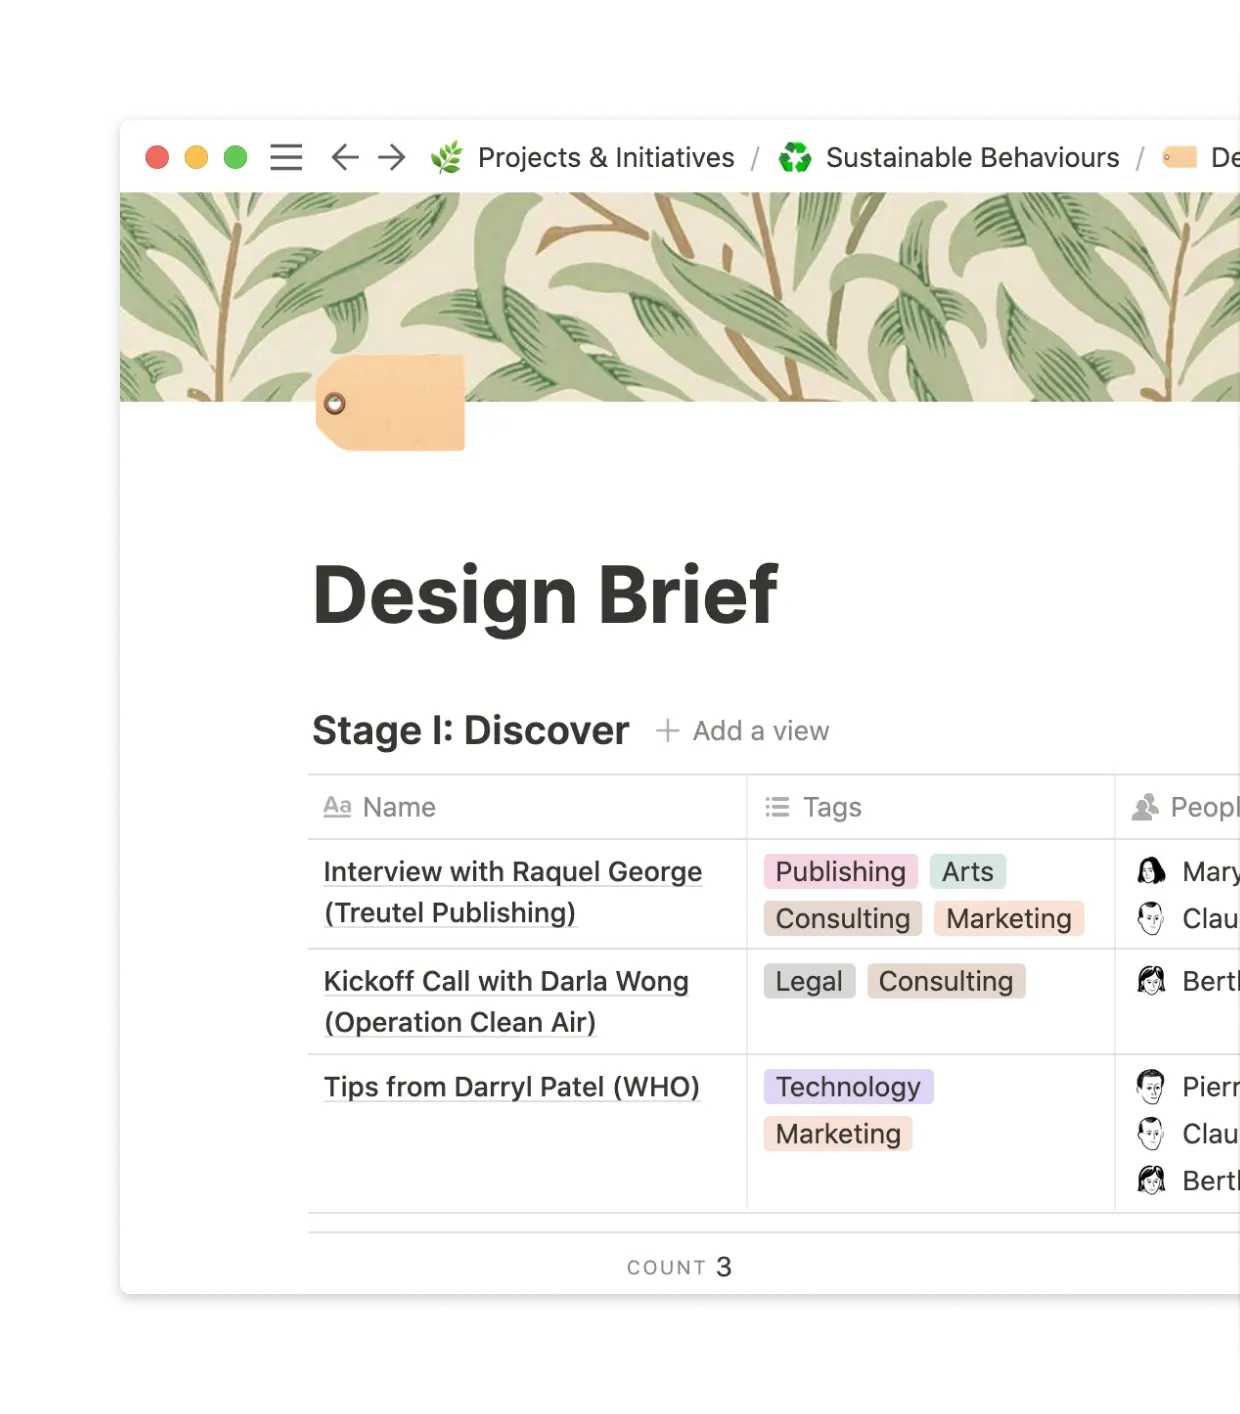 Projects & Initiatives / Sustainable Behaviours /
Design Brief
Stage I: Discover + Add a view
Aa Name Tags
Interview with Raquel George Publishing Arts Mary
(Treutel Publishing) Consulting Marketing
Kickoff Call with Darla Wong Legal Consulting
(Operation Clean Air)
Tips from Darryl Patel (WHO) Technology
Marketing
COUNT 3